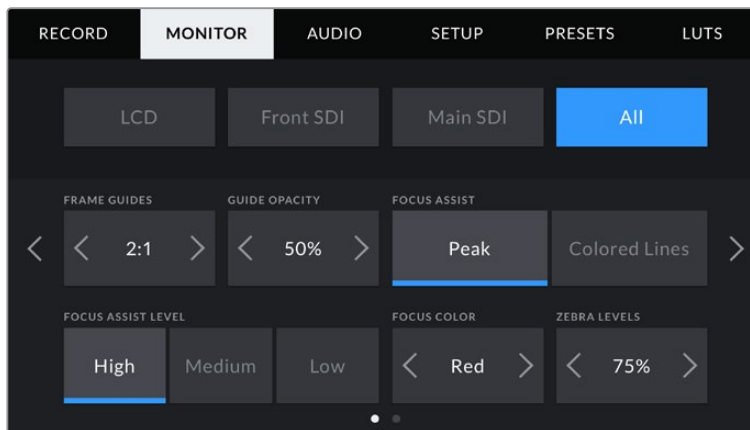 RECORD MONITOR AUDIO SETUP PRESETS LUTS
LCD Front SDI Main SDI All
FRAME GUIDES GUIDE OPACITY FOCUS ASSIST
2:1 50% Peak Colored Lines
FOCUS ASSIST LEVEL FOCUS COLOR ZEBRA LEVELS
High Medium Low Red 75%